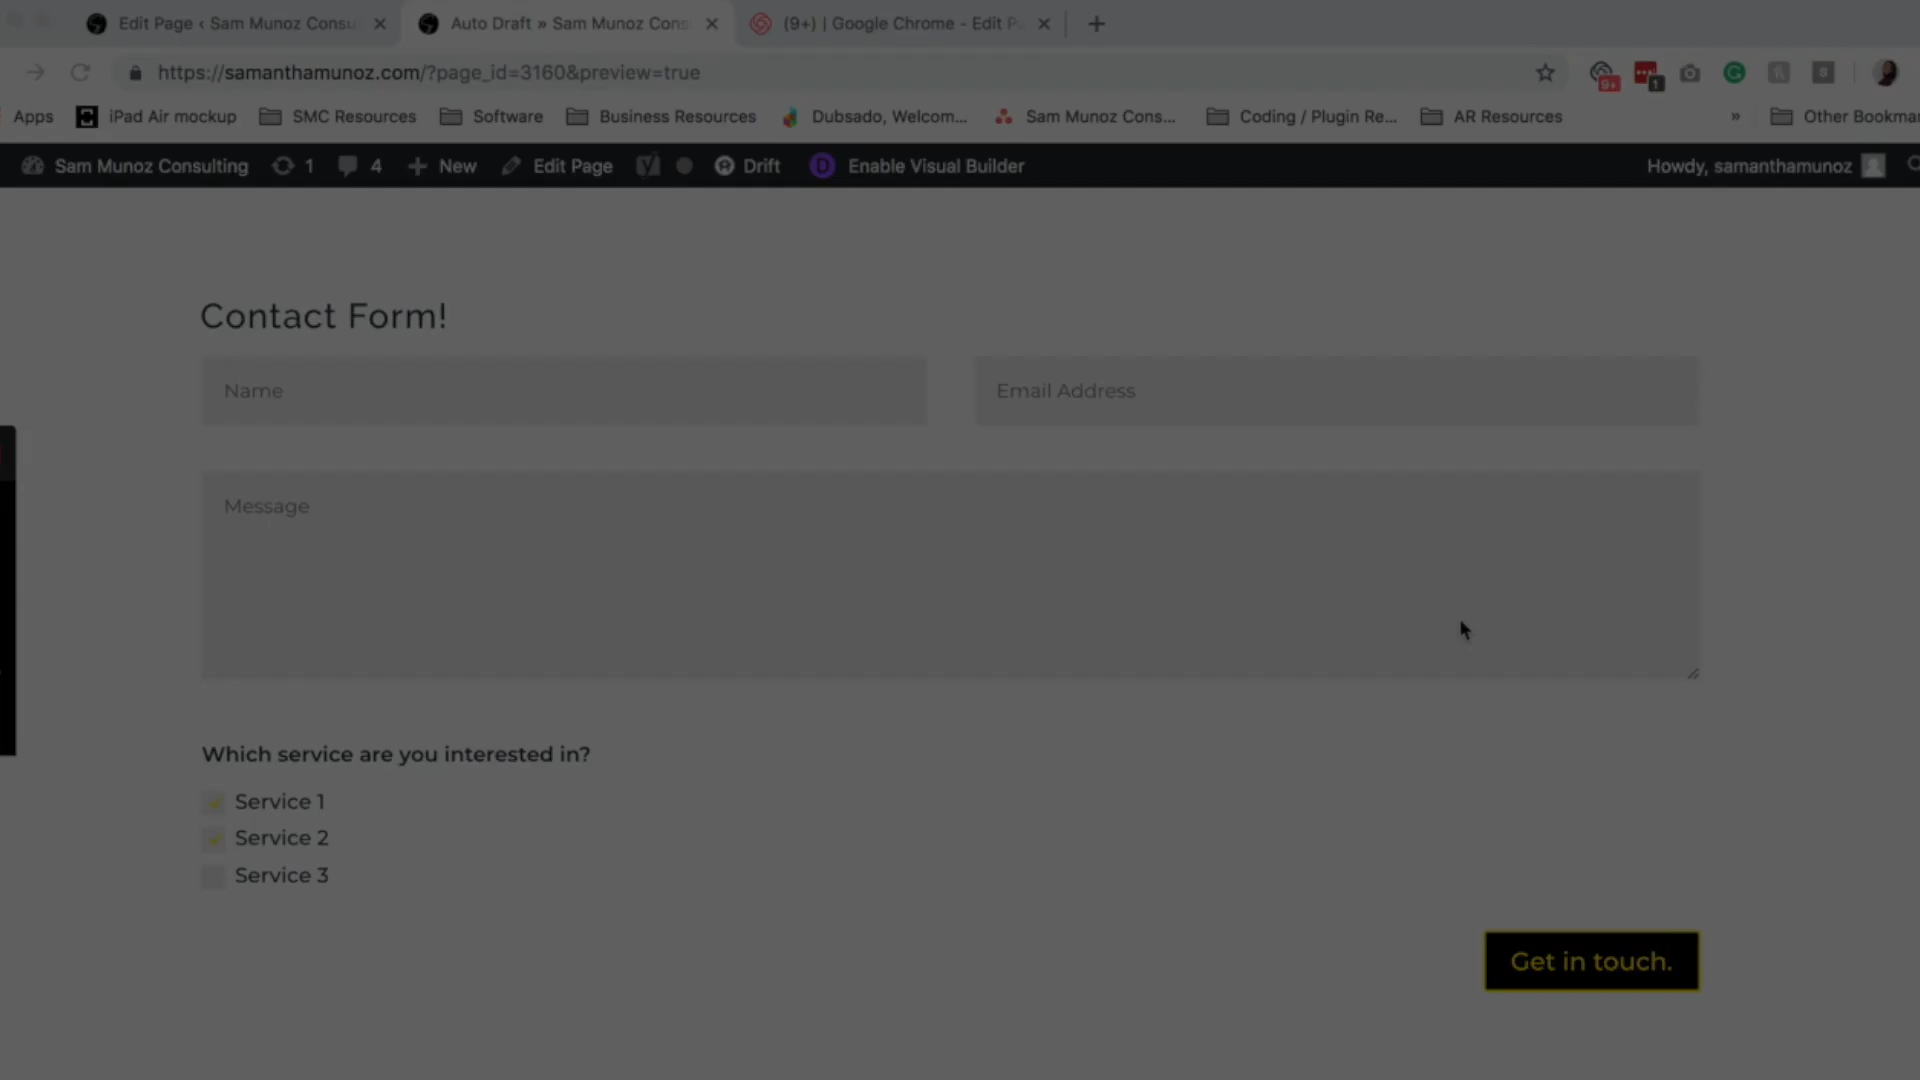 Edit Page ‹ Sam Munoz Consu
Auto Draft » Sam Munoz Cons
(9+) | Google Chrome - Edit P
https://samanthamunoz.com/?page_id=3160&preview=true
9+
1
Apps
iPad Air mockup
SMC Resources
Software
Business Resources
Dubsado, Welcom...
Sam Munoz Cons...
Coding / Plugin Re...
AR Resources
»
Other Bookmar
Sam Munoz Consulting
1
4
New
Edit Page
Drift
D
Enable Visual Builder
Howdy, samanthamunoz
Contact Form!
Name
Email Address
Message
Which service are you interested in?
Service 1
Service 2
Service 3
Get in touch.